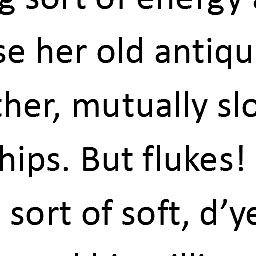 g sort of energy a
se her old antiqu
ther, mutually slo
hips. But flukes!
sort of soft, d’ye